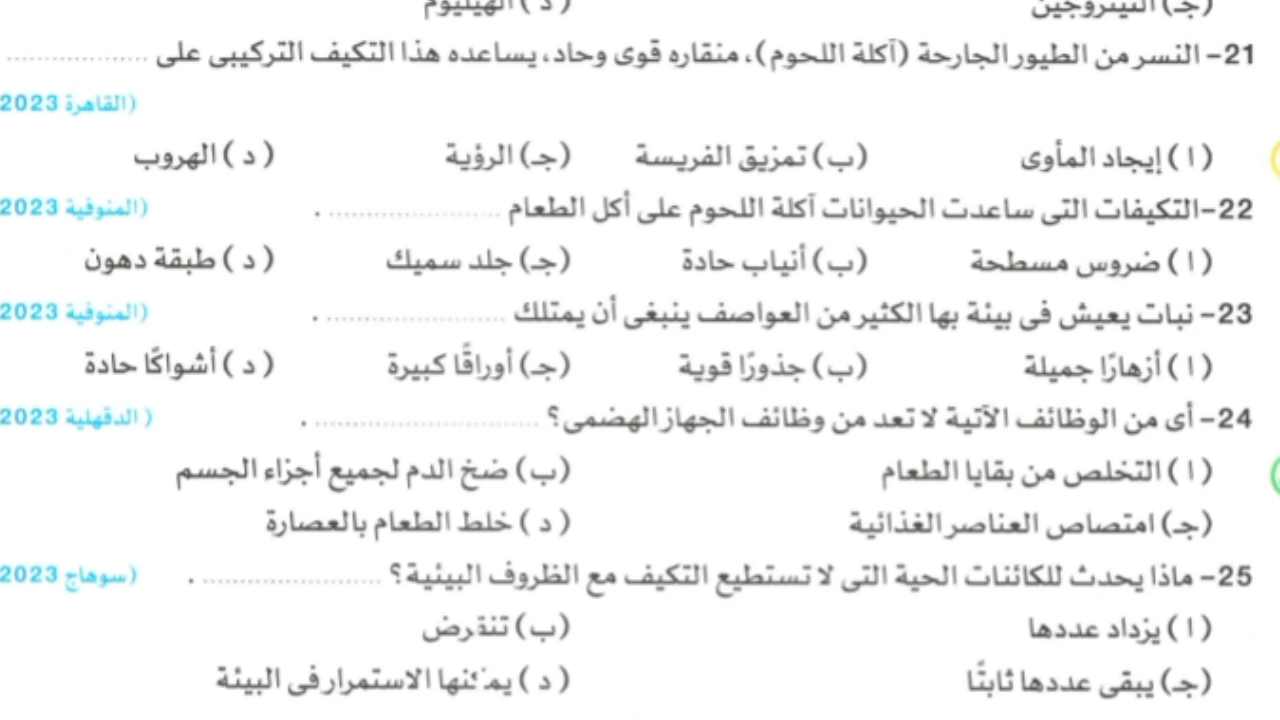 (جـ) النيتروجين (د) الهيليوم
21- النسر من الطيور الجارحة (آكلة اللحوم)، منقاره قوى وحاد، يساعده هذا التكيف التركيبى على ..................
(القاهرة 2023
(ا) إيجاد المأوى (ب) تمزيق الفريسة (جـ) الرؤية (د) الهروب
22-التكيفات التى ساعدت الحيوانات آكلة اللحوم على أكل الطعام ...................... . (المنوفية 2023
(ا) ضروس مسطحة (ب) أنياب حادة (جـ) جلد سميك (د) طبقة دهون
23- نبات يعيش فى بيئة بها الكثير من العواصف ينبغى أن يمتلك ...................... . (المنوفية 2023
(ا) أزهارًا جميلة (ب) جذورًا قوية (جـ) أوراقًا كبيرة (د) أشواكًا حادة
24- أى من الوظائف الآتية لا تعد من وظائف الجهاز الهضمى؟ ............................ . (الدقهلية 2023
(ا) التخلص من بقايا الطعام (ب) ضخ الدم لجميع أجزاء الجسم
(جـ) امتصاص العناصر الغذائية (د) خلط الطعام بالعصارة
25- ماذا يحدث للكائنات الحية التى لا تستطيع التكيف مع الظروف البيئية؟ ...................... . (سوهاج 2023
(ا) يزداد عددها (ب) تنقرض
(جـ) يبقى عددها ثابتًا (د) يمكنها الاستمرار فى البيئة